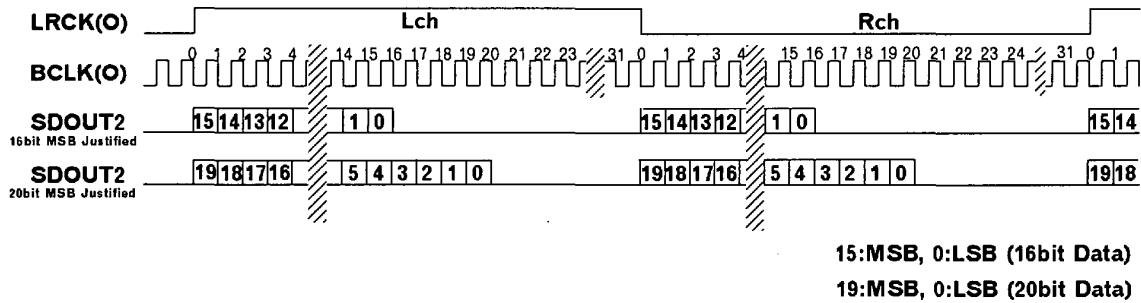 LRCK(O) Lch Rch
0 1 2 3 4 14 15 16 17 18 19 20 21 22 23 31 0 1 2 3 4 15 16 17 18 19 20 21 22 23 24 31 0 1
BCLK(O)
SDOUT2 15 14 13 12 1 0 15 14 13 12 1 0 15 14
16bit MSB Justified
SDOUT2 19 18 17 16 5 4 3 2 1 0 19 18 17 16 5 4 3 2 1 0 19 18
20bit MSB Justified
15:MSB, 0:LSB (16bit Data)
19:MSB, 0:LSB (20bit Data)